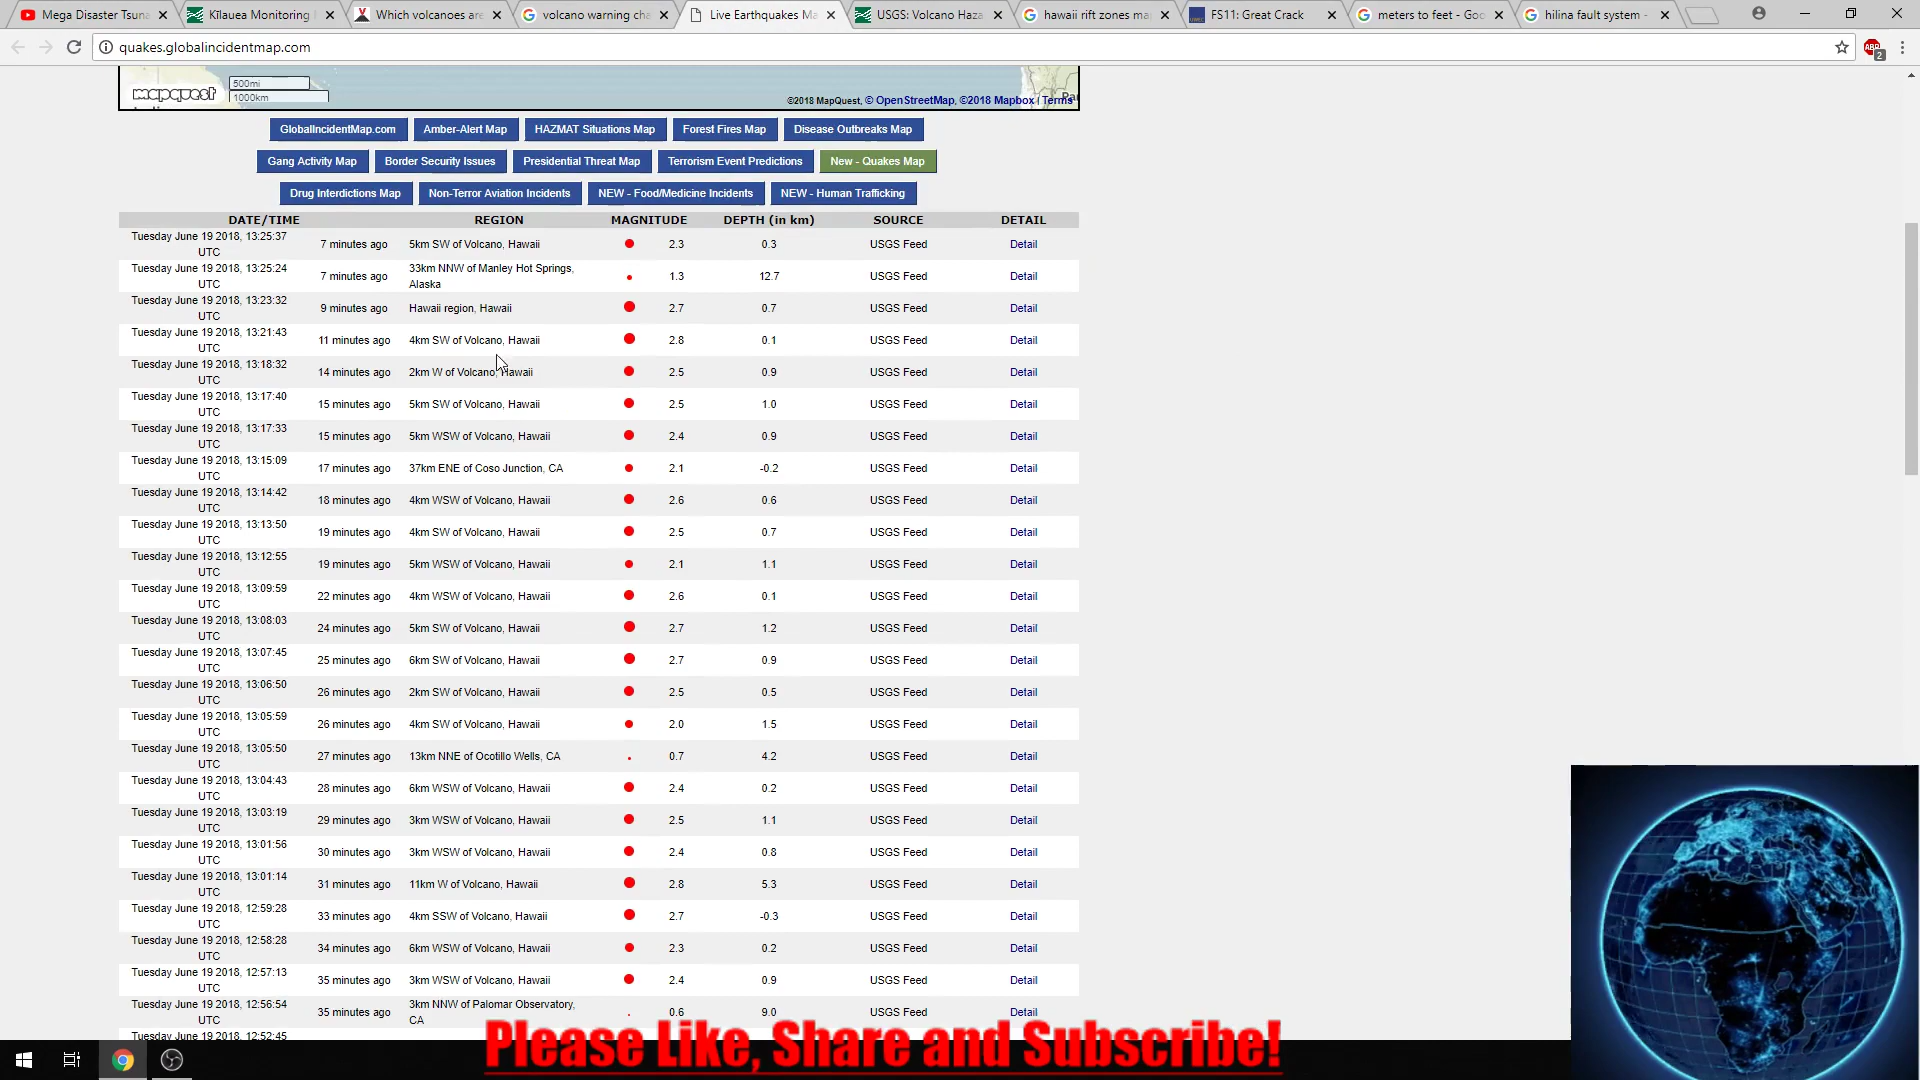 Mega Disaster Tsuna
Kīlauea Monitoring
Which volcanoes are
volcano warning cha
Live Earthquakes Ma
USGS: Volcano Haza
hawaii rift zones ma
FS11: Great Crack
meters to feet - Goo
hilina fault system -
quakes.globalincidentmap.com
ABP
2
mapquest
500mi
1000km
©2018 MapQuest, © OpenStreetMap, ©2018 Mapbox | Terms
GlobalIncidentMap.com Amber-Alert Map HAZMAT Situations Map Forest Fires Map Disease Outbreaks Map
Gang Activity Map Border Security Issues Presidential Threat Map Terrorism Event Predictions New - Quakes Map
Drug Interdictions Map Non-Terror Aviation Incidents NEW - Food/Medicine Incidents NEW - Human Trafficking
DATE/TIME REGION MAGNITUDE DEPTH (in km) SOURCE DETAIL
Tuesday June 19 2018, 13:25:37
UTC
7 minutes ago 5km SW of Volcano, Hawaii 2.3 0.3 USGS Feed Detail
Tuesday June 19 2018, 13:25:24
UTC
7 minutes ago 33km NNW of Manley Hot Springs,
Alaska
1.3 12.7 USGS Feed Detail
Tuesday June 19 2018, 13:23:32
UTC
9 minutes ago Hawaii region, Hawaii 2.7 0.7 USGS Feed Detail
Tuesday June 19 2018, 13:21:43
UTC
11 minutes ago 4km SW of Volcano, Hawaii 2.8 0.1 USGS Feed Detail
Tuesday June 19 2018, 13:18:32
UTC
14 minutes ago 2km W of Volcano, Hawaii 2.5 0.9 USGS Feed Detail
Tuesday June 19 2018, 13:17:40
UTC
15 minutes ago 5km SW of Volcano, Hawaii 2.5 1.0 USGS Feed Detail
Tuesday June 19 2018, 13:17:33
UTC
15 minutes ago 5km WSW of Volcano, Hawaii 2.4 0.9 USGS Feed Detail
Tuesday June 19 2018, 13:15:09
UTC
17 minutes ago 37km ENE of Coso Junction, CA 2.1 -0.2 USGS Feed Detail
Tuesday June 19 2018, 13:14:42
UTC
18 minutes ago 4km WSW of Volcano, Hawaii 2.6 0.6 USGS Feed Detail
Tuesday June 19 2018, 13:13:50
UTC
19 minutes ago 4km SW of Volcano, Hawaii 2.5 0.7 USGS Feed Detail
Tuesday June 19 2018, 13:12:55
UTC
19 minutes ago 5km WSW of Volcano, Hawaii 2.1 1.1 USGS Feed Detail
Tuesday June 19 2018, 13:09:59
UTC
22 minutes ago 4km WSW of Volcano, Hawaii 2.6 0.1 USGS Feed Detail
Tuesday June 19 2018, 13:08:03
UTC
24 minutes ago 5km SW of Volcano, Hawaii 2.7 1.2 USGS Feed Detail
Tuesday June 19 2018, 13:07:45
UTC
25 minutes ago 6km SW of Volcano, Hawaii 2.7 0.9 USGS Feed Detail
Tuesday June 19 2018, 13:06:50
UTC
26 minutes ago 2km SW of Volcano, Hawaii 2.5 0.5 USGS Feed Detail
Tuesday June 19 2018, 13:05:59
UTC
26 minutes ago 4km SW of Volcano, Hawaii 2.0 1.5 USGS Feed Detail
Tuesday June 19 2018, 13:05:50
UTC
27 minutes ago 13km NNE of Ocotillo Wells, CA 0.7 4.2 USGS Feed Detail
Tuesday June 19 2018, 13:04:43
UTC
28 minutes ago 6km WSW of Volcano, Hawaii 2.4 0.2 USGS Feed Detail
Tuesday June 19 2018, 13:03:19
UTC
29 minutes ago 3km WSW of Volcano, Hawaii 2.5 1.1 USGS Feed Detail
Tuesday June 19 2018, 13:01:56
UTC
30 minutes ago 3km WSW of Volcano, Hawaii 2.4 0.8 USGS Feed Detail
Tuesday June 19 2018, 13:01:14
UTC
31 minutes ago 11km W of Volcano, Hawaii 2.8 5.3 USGS Feed Detail
Tuesday June 19 2018, 12:59:28
UTC
33 minutes ago 4km SSW of Volcano, Hawaii 2.7 -0.3 USGS Feed Detail
Tuesday June 19 2018, 12:58:28
UTC
34 minutes ago 6km WSW of Volcano, Hawaii 2.3 0.2 USGS Feed Detail
Tuesday June 19 2018, 12:57:13
UTC
35 minutes ago 3km WSW of Volcano, Hawaii 2.4 0.9 USGS Feed Detail
Tuesday June 19 2018, 12:56:54
UTC
35 minutes ago 3km NNW of Palomar Observatory,
CA
0.6 9.0 USGS Feed Detail
Tuesday June 19 2018, 12:52:45
Please Like, Share and Subscribe!